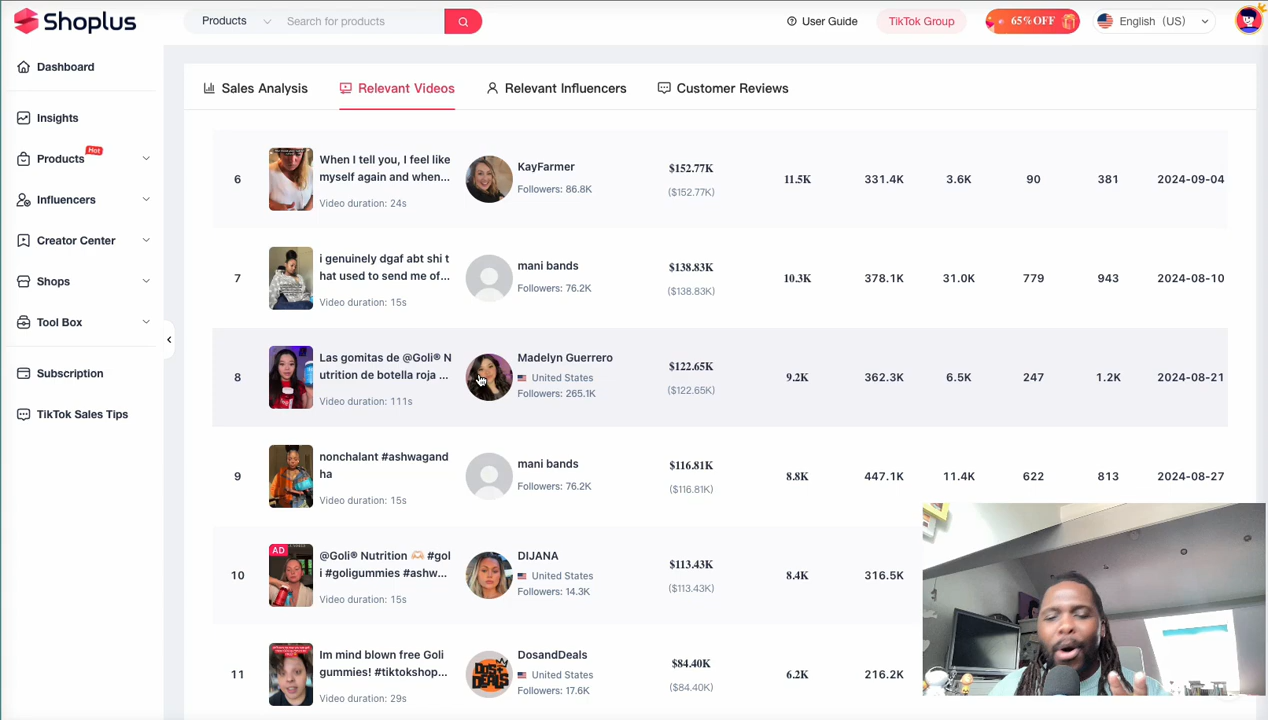 Shoplus
Products
Search for products
User Guide
TikTok Group
65%OFF
English (US)
Dashboard
Insights
Products
Hot
Influencers
Creator Center
Shops
Tool Box
Subscription
TikTok Sales Tips
Sales Analysis
Relevant Videos
Relevant Influencers
Customer Reviews
6
When I tell you, I feel like
myself again and when...
Video duration: 24s
KayFarmer
Followers: 86.8K
$152.77K
($152.77K)
11.5K
331.4K
3.6K
90
381
2024-09-04
7
i genuinely dgaf abt shi t
hat used to send me of...
Video duration: 15s
mani bands
Followers: 76.2K
$138.83K
($138.83K)
10.3K
378.1K
31.0K
779
943
2024-08-10
8
Las gomitas de @Goli® N
utrition de botella roja ...
Video duration: 111s
Madelyn Guerrero
United States
Followers: 265.1K
$122.65K
($122.65K)
9.2K
362.3K
6.5K
247
1.2K
2024-08-21
9
nonchalant #ashwagand
ha
Video duration: 15s
mani bands
Followers: 76.2K
$116.81K
($116.81K)
8.8K
447.1K
11.4K
622
813
2024-08-27
10
AD
@Goli® Nutrition 🫶🏻 #gol
i #goligummies #ashw...
Video duration: 15s
DIJANA
United States
Followers: 14.3K
$113.43K
($113.43K)
8.4K
316.5K
11
Im mind blown free Goli
gummies! #tiktokshop...
Video duration: 29s
DOS
DEALS
DosandDeals
United States
Followers: 17.6K
$84.40K
($84.40K)
6.2K
216.2K